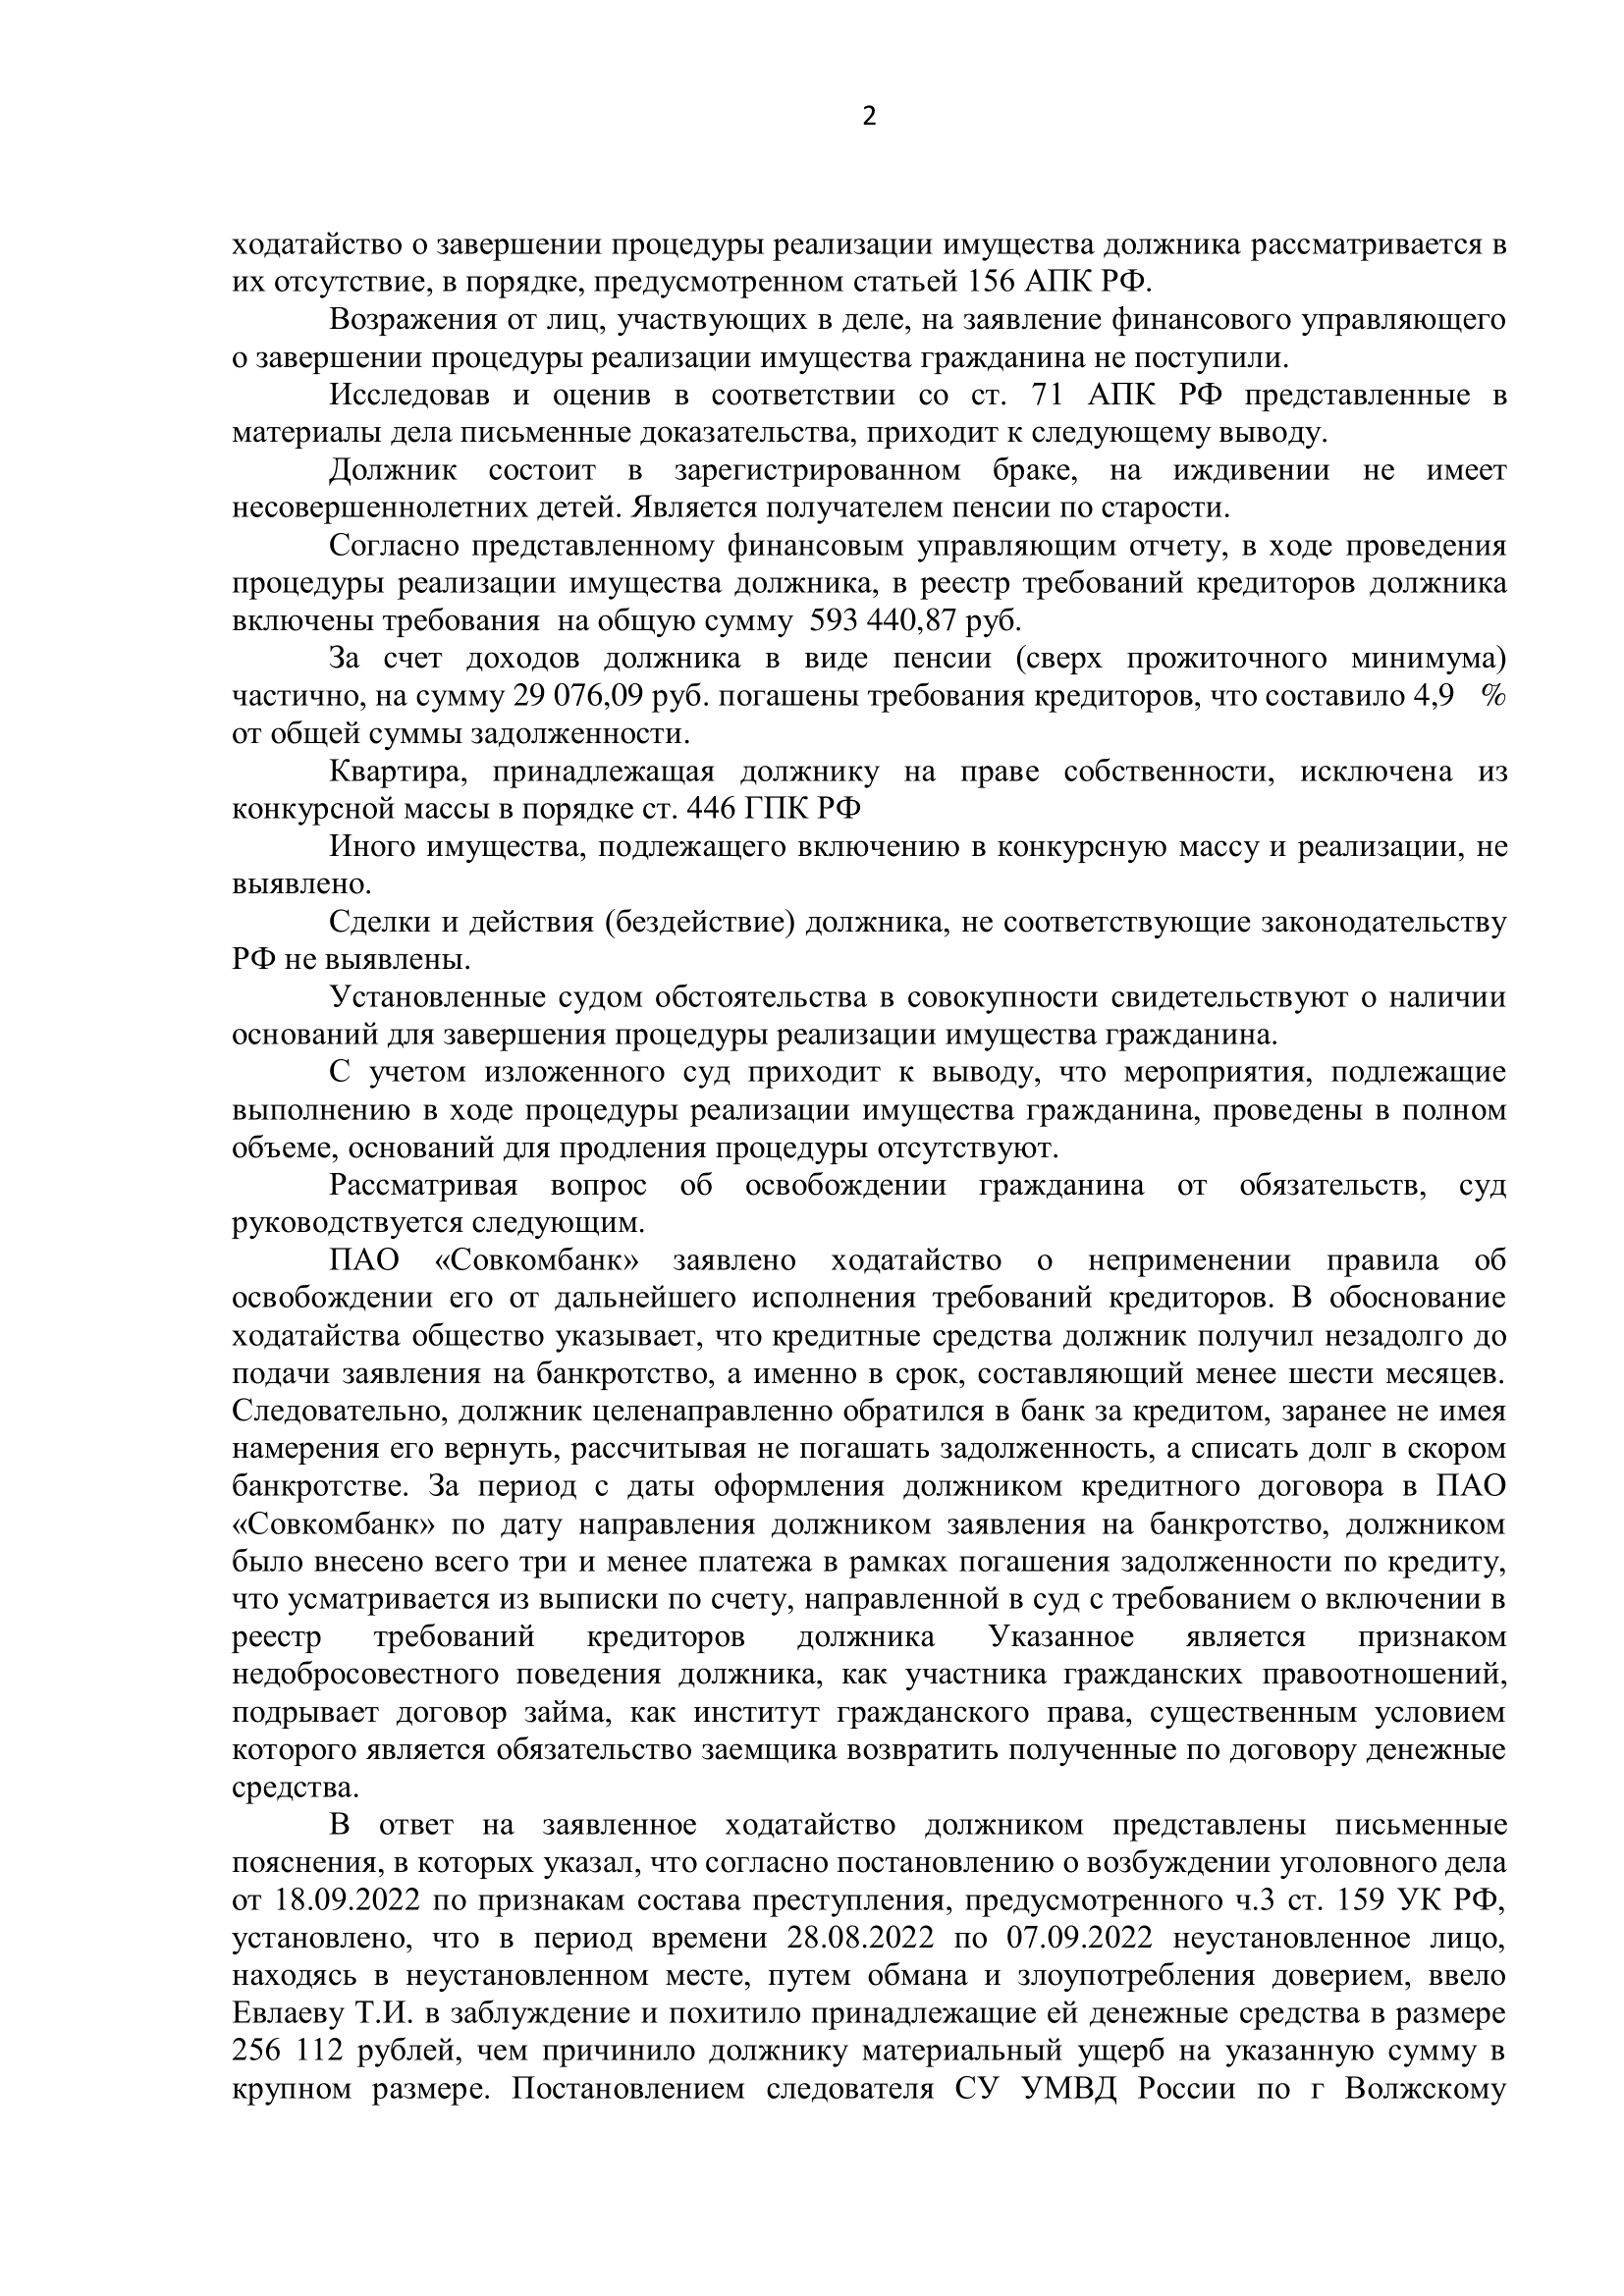 2
ходатайство о завершении процедуры реализации имущества должника рассматривается в
их отсутствие, в порядке, предусмотренном статьей 156 АПК РФ.
Возражения от лиц, участвующих в деле, на заявление финансового управляющего
о завершении процедуры реализации имущества гражданина не поступили.
Исследовав и оценив в соответствии со ст. 71 АПК РФ представленные в
материалы дела письменные доказательства, приходит к следующему выводу.
Должник состоит в зарегистрированном браке, на иждивении не имеет
несовершеннолетних детей. Является получателем пенсии по старости.
Согласно представленному финансовым управляющим отчету, в ходе проведения
процедуры реализации имущества должника, в реестр требований кредиторов должника
включены требования  на общую сумму  593 440,87 руб.
За счет доходов должника в виде пенсии (сверх прожиточного минимума)
частично, на сумму 29 076,09 руб. погашены требования кредиторов, что составило 4,9   %
от общей суммы задолженности.
Квартира, принадлежащая должнику на праве собственности, исключена из
конкурсной массы в порядке ст. 446 ГПК РФ
Иного имущества, подлежащего включению в конкурсную массу и реализации, не
выявлено.
Сделки и действия (бездействие) должника, не соответствующие законодательству
РФ не выявлены.
Установленные судом обстоятельства в совокупности свидетельствуют о наличии
оснований для завершения процедуры реализации имущества гражданина.
С учетом изложенного суд приходит к выводу, что мероприятия, подлежащие
выполнению в ходе процедуры реализации имущества гражданина, проведены в полном
объеме, оснований для продления процедуры отсутствуют.
Рассматривая вопрос об освобождении гражданина от обязательств, суд
руководствуется следующим.
ПАО «Совкомбанк» заявлено ходатайство о неприменении правила об
освобождении его от дальнейшего исполнения требований кредиторов. В обоснование
ходатайства общество указывает, что кредитные средства должник получил незадолго до
подачи заявления на банкротство, а именно в срок, составляющий менее шести месяцев.
Следовательно, должник целенаправленно обратился в банк за кредитом, заранее не имея
намерения его вернуть, рассчитывая не погашать задолженность, а списать долг в скором
банкротстве. За период с даты оформления должником кредитного договора в ПАО
«Совкомбанк» по дату направления должником заявления на банкротство, должником
было внесено всего три и менее платежа в рамках погашения задолженности по кредиту,
что усматривается из выписки по счету, направленной в суд с требованием о включении в
реестр требований кредиторов должника Указанное является признаком
недобросовестного поведения должника, как участника гражданских правоотношений,
подрывает договор займа, как институт гражданского права, существенным условием
которого является обязательство заемщика возвратить полученные по договору денежные
средства.
В ответ на заявленное ходатайство должником представлены письменные
пояснения, в которых указал, что согласно постановлению о возбуждении уголовного дела
от 18.09.2022 по признакам состава преступления, предусмотренного ч.3 ст. 159 УК РФ,
установлено, что в период времени 28.08.2022 по 07.09.2022 неустановленное лицо,
находясь в неустановленном месте, путем обмана и злоупотребления доверием, ввело
Евлаеву Т.И. в заблуждение и похитило принадлежащие ей денежные средства в размере
256 112 рублей, чем причинило должнику материальный ущерб на указанную сумму в
крупном размере. Постановлением следователя СУ УМВД России по г Волжскому